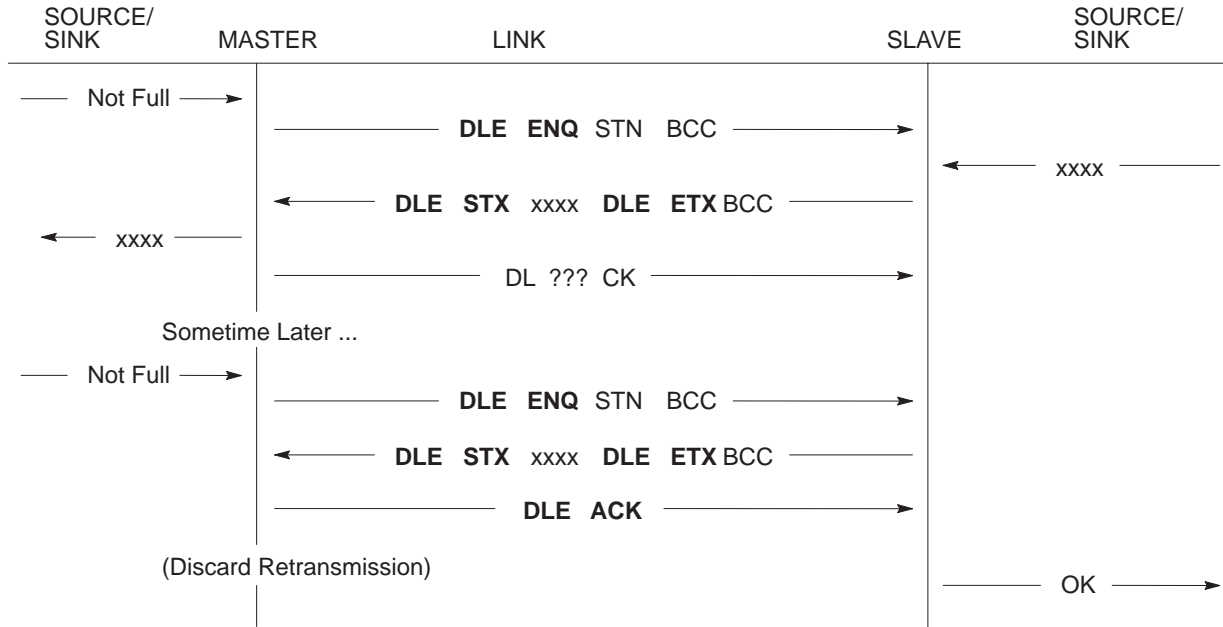 SOURCE/
SINK
MASTER
LINK
SLAVE
SOURCE/
SINK
Not Full
DLE ENQ STN BCC
xxxx
DLE STX xxxx DLE ETX BCC
xxxx
DL ??? CK
Sometime Later ...
Not Full
DLE ENQ STN BCC
DLE STX xxxx DLE ETX BCC
DLE ACK
(Discard Retransmission)
OK